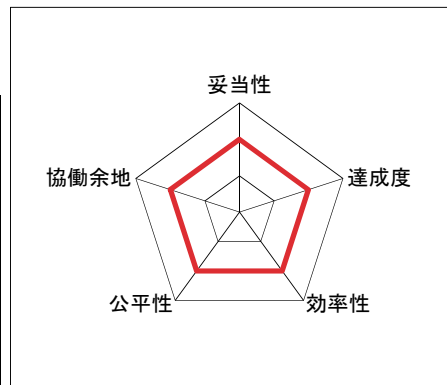 妥当性
協働余地
達成度
公平性
効率性